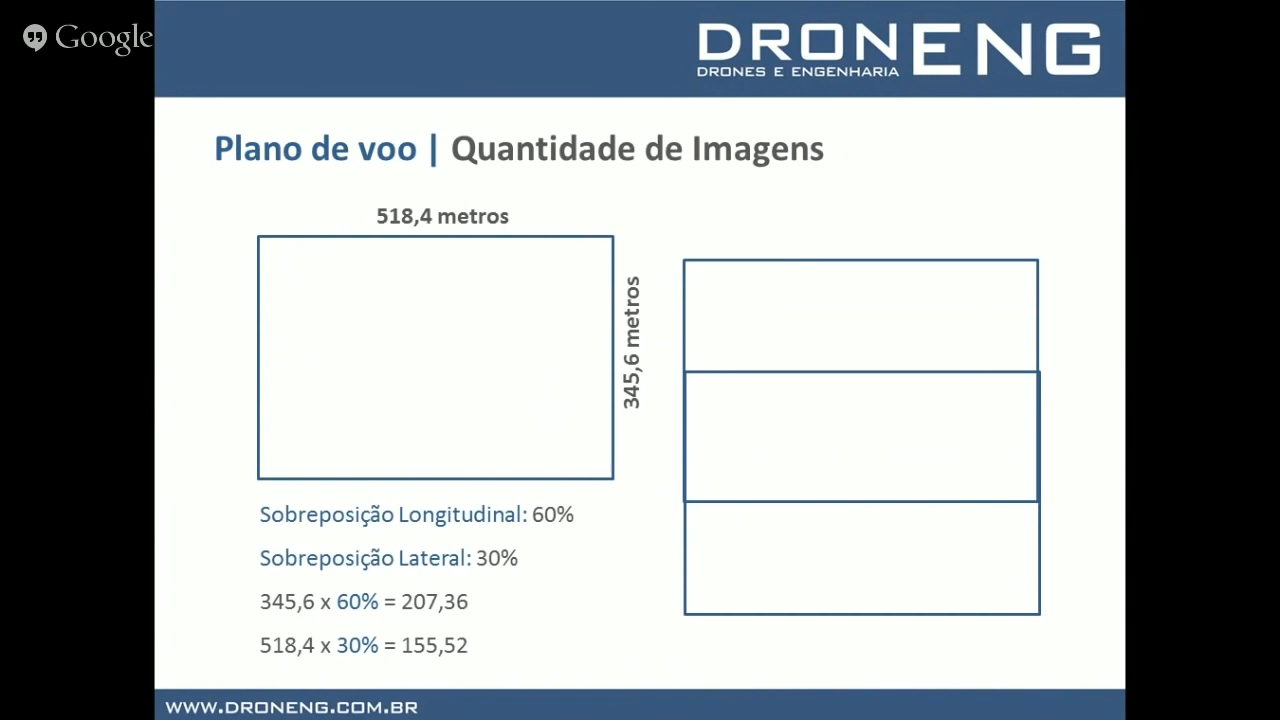 Google
DRONENG
DRONES E ENGENHARIA
Plano de voo | Quantidade de Imagens
518,4 metros
345,6 metros
Sobreposição Longitudinal: 60%
Sobreposição Lateral: 30%
345,6 x 60% = 207,36
518,4 x 30% = 155,52
WWW.DRONENG.COM.BR